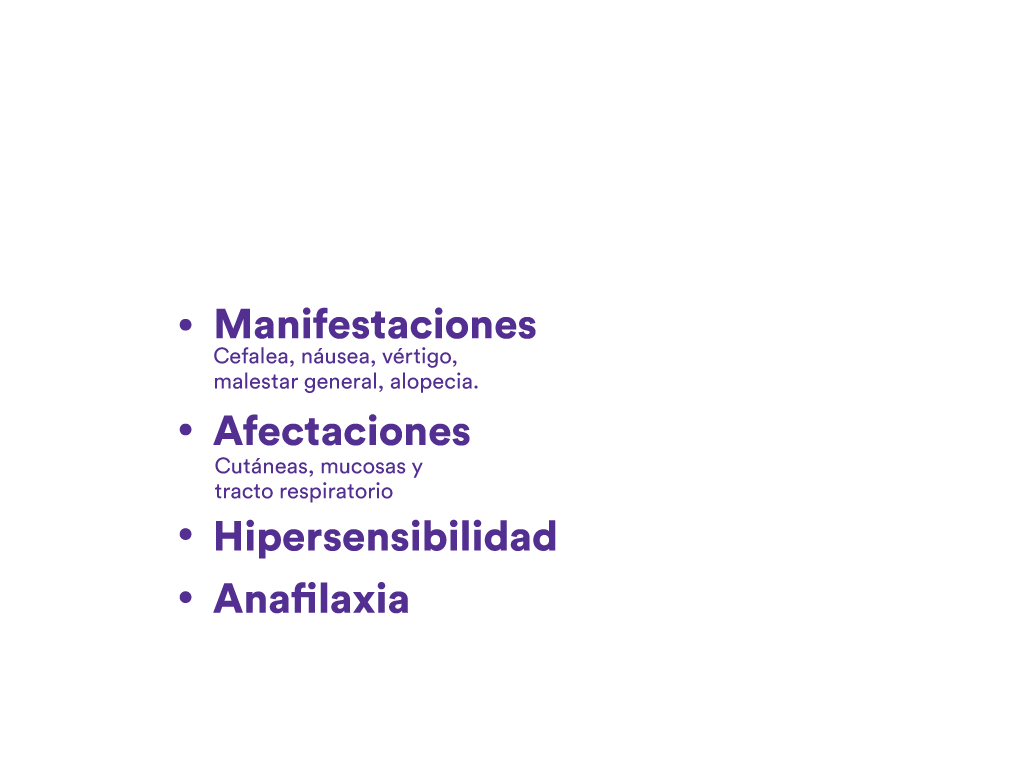 • Manifestaciones
Cefalea, náusea, vértigo,
malestar general, alopecia.
• Afectaciones
Cutáneas, mucosas y
tracto respiratorio
• Hipersensibilidad
• Anafilaxia